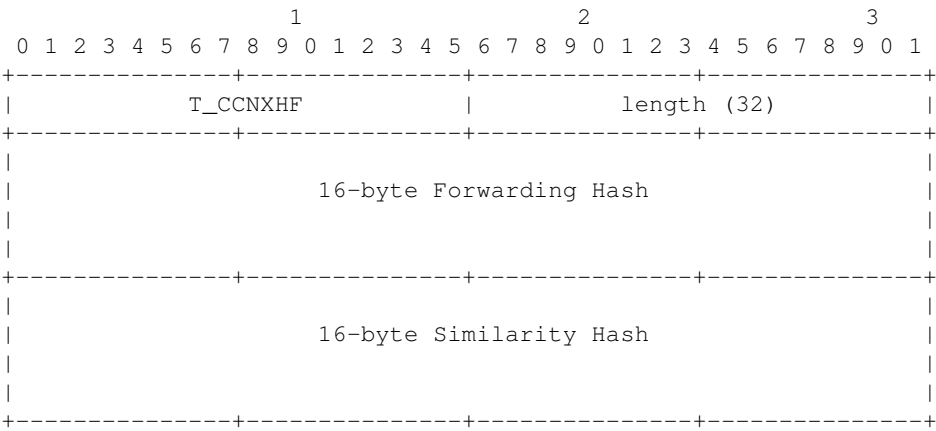 1                   2                   3
 0 1 2 3 4 5 6 7 8 9 0 1 2 3 4 5 6 7 8 9 0 1 2 3 4 5 6 7 8 9 0 1
+---------------+---------------+---------------+---------------+
|            T_CCNXHF           |          length (32)          |
+---------------+---------------+---------------+---------------+
|                                                               |
|                    16-byte Forwarding Hash                    |
|                                                               |
|                                                               |
+---------------+---------------+---------------+---------------+
|                                                               |
|                    16-byte Similarity Hash                    |
|                                                               |
|                                                               |
+---------------+---------------+---------------+---------------+